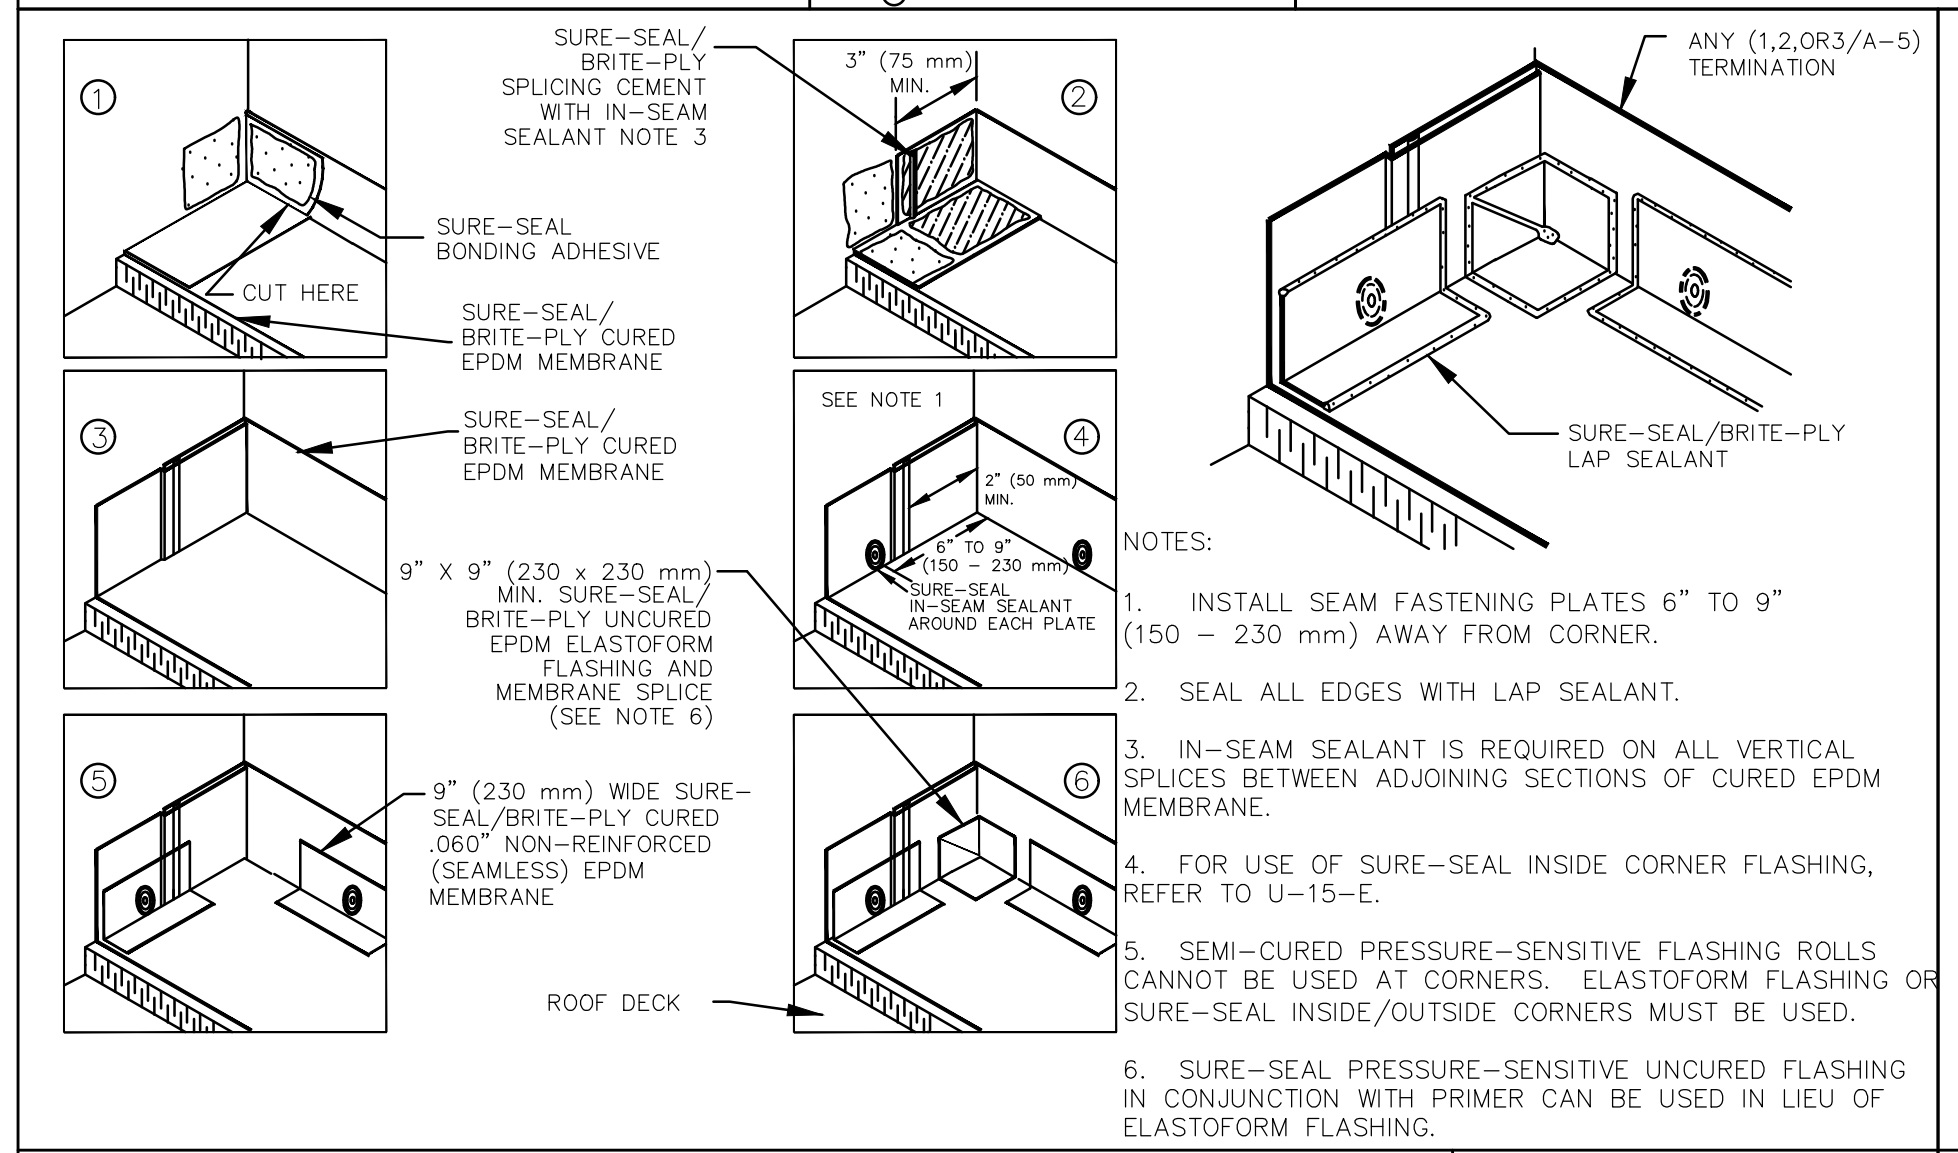 1
SURE-SEAL/
BRITE-PLY
SPLICING CEMENT
WITH IN-SEAM
SEALANT NOTE 3
SURE-SEAL
BONDING ADHESIVE
CUT HERE
SURE-SEAL/
BRITE-PLY CURED
EPDM MEMBRANE
3" (75 mm)
MIN.
2
ANY (1,2,OR3/A-5)
TERMINATION
SURE-SEAL/BRITE-PLY
LAP SEALANT
3
SURE-SEAL/
BRITE-PLY CURED
EPDM MEMBRANE
SEE NOTE 1
4
2" (50 mm)
MIN.
6" TO 9"
(150 - 230 mm)
SURE-SEAL
IN-SEAM SEALANT
AROUND EACH PLATE
9" X 9" (230 x 230 mm)
MIN. SURE-SEAL/
BRITE-PLY UNCURED
EPDM ELASTOFORM
FLASHING AND
MEMBRANE SPLICE
(SEE NOTE 6)
5
9" (230 mm) WIDE SURE-
SEAL/BRITE-PLY CURED
.060" NON-REINFORCED
(SEAMLESS) EPDM
MEMBRANE
6
ROOF DECK
NOTES:
1. INSTALL SEAM FASTENING PLATES 6" TO 9"
(150 - 230 mm) AWAY FROM CORNER.
2. SEAL ALL EDGES WITH LAP SEALANT.
3. IN-SEAM SEALANT IS REQUIRED ON ALL VERTICAL
SPLICES BETWEEN ADJOINING SECTIONS OF CURED EPDM
MEMBRANE.
4. FOR USE OF SURE-SEAL INSIDE CORNER FLASHING,
REFER TO U-15-E.
5. SEMI-CURED PRESSURE-SENSITIVE FLASHING ROLLS
CANNOT BE USED AT CORNERS. ELASTOFORM FLASHING OR
SURE-SEAL INSIDE/OUTSIDE CORNERS MUST BE USED.
6. SURE-SEAL PRESSURE-SENSITIVE UNCURED FLASHING
IN CONJUNCTION WITH PRIMER CAN BE USED IN LIEU OF
ELASTOFORM FLASHING.